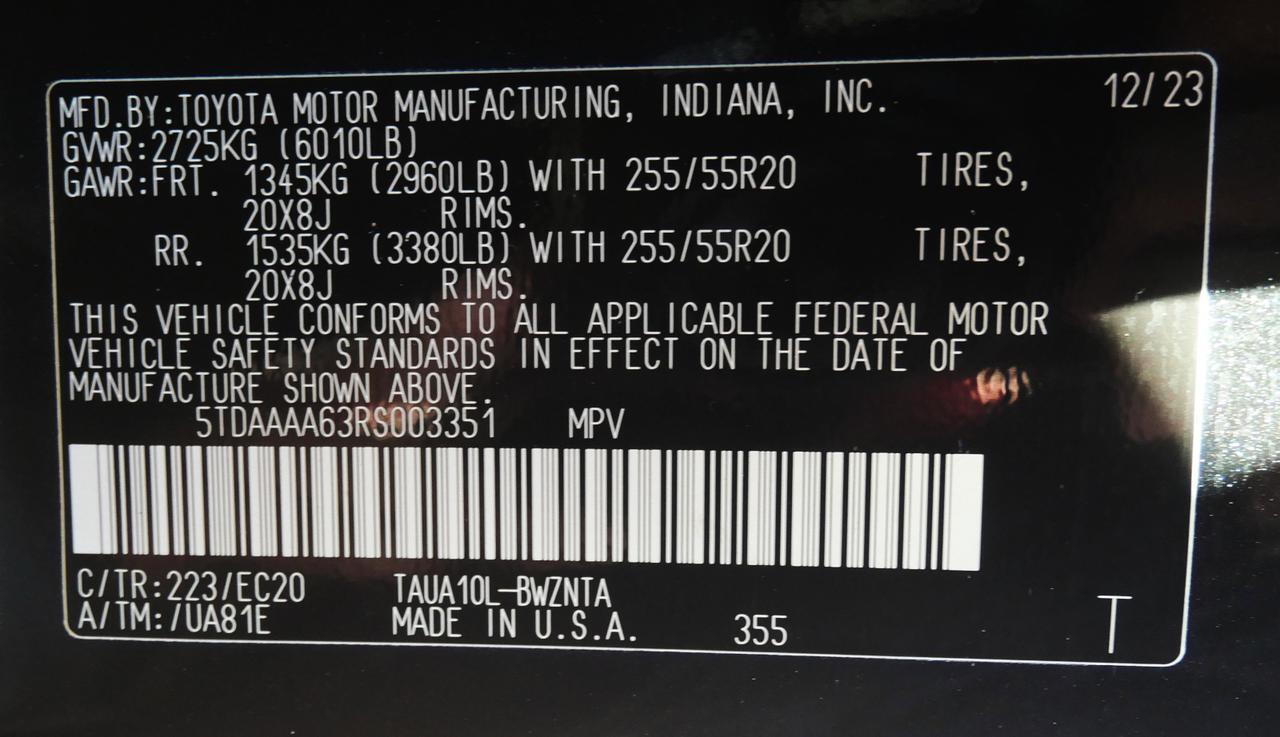 MFD.BY:TOYOTA MOTOR MANUFACTURING, INDIANA, INC. 12/23
GVWR:2725KG (6010LB)
GAWR:FRT. 1345KG (2960LB) WITH 255/55R20 TIRES,
20X8J RIMS.
RR. 1535KG (3380LB) WITH 255/55R20 TIRES,
20X8J RIMS.
THIS VEHICLE CONFORMS TO ALL APPLICABLE FEDERAL MOTOR
VEHICLE SAFETY STANDARDS IN EFFECT ON THE DATE OF
MANUFACTURE SHOWN ABOVE.
5TDAAAA63RS003351 MPV
C/TR:223/EC20 TAUA10L-BWZNTA
A/TM:/UA81E MADE IN U.S.A. 355 T